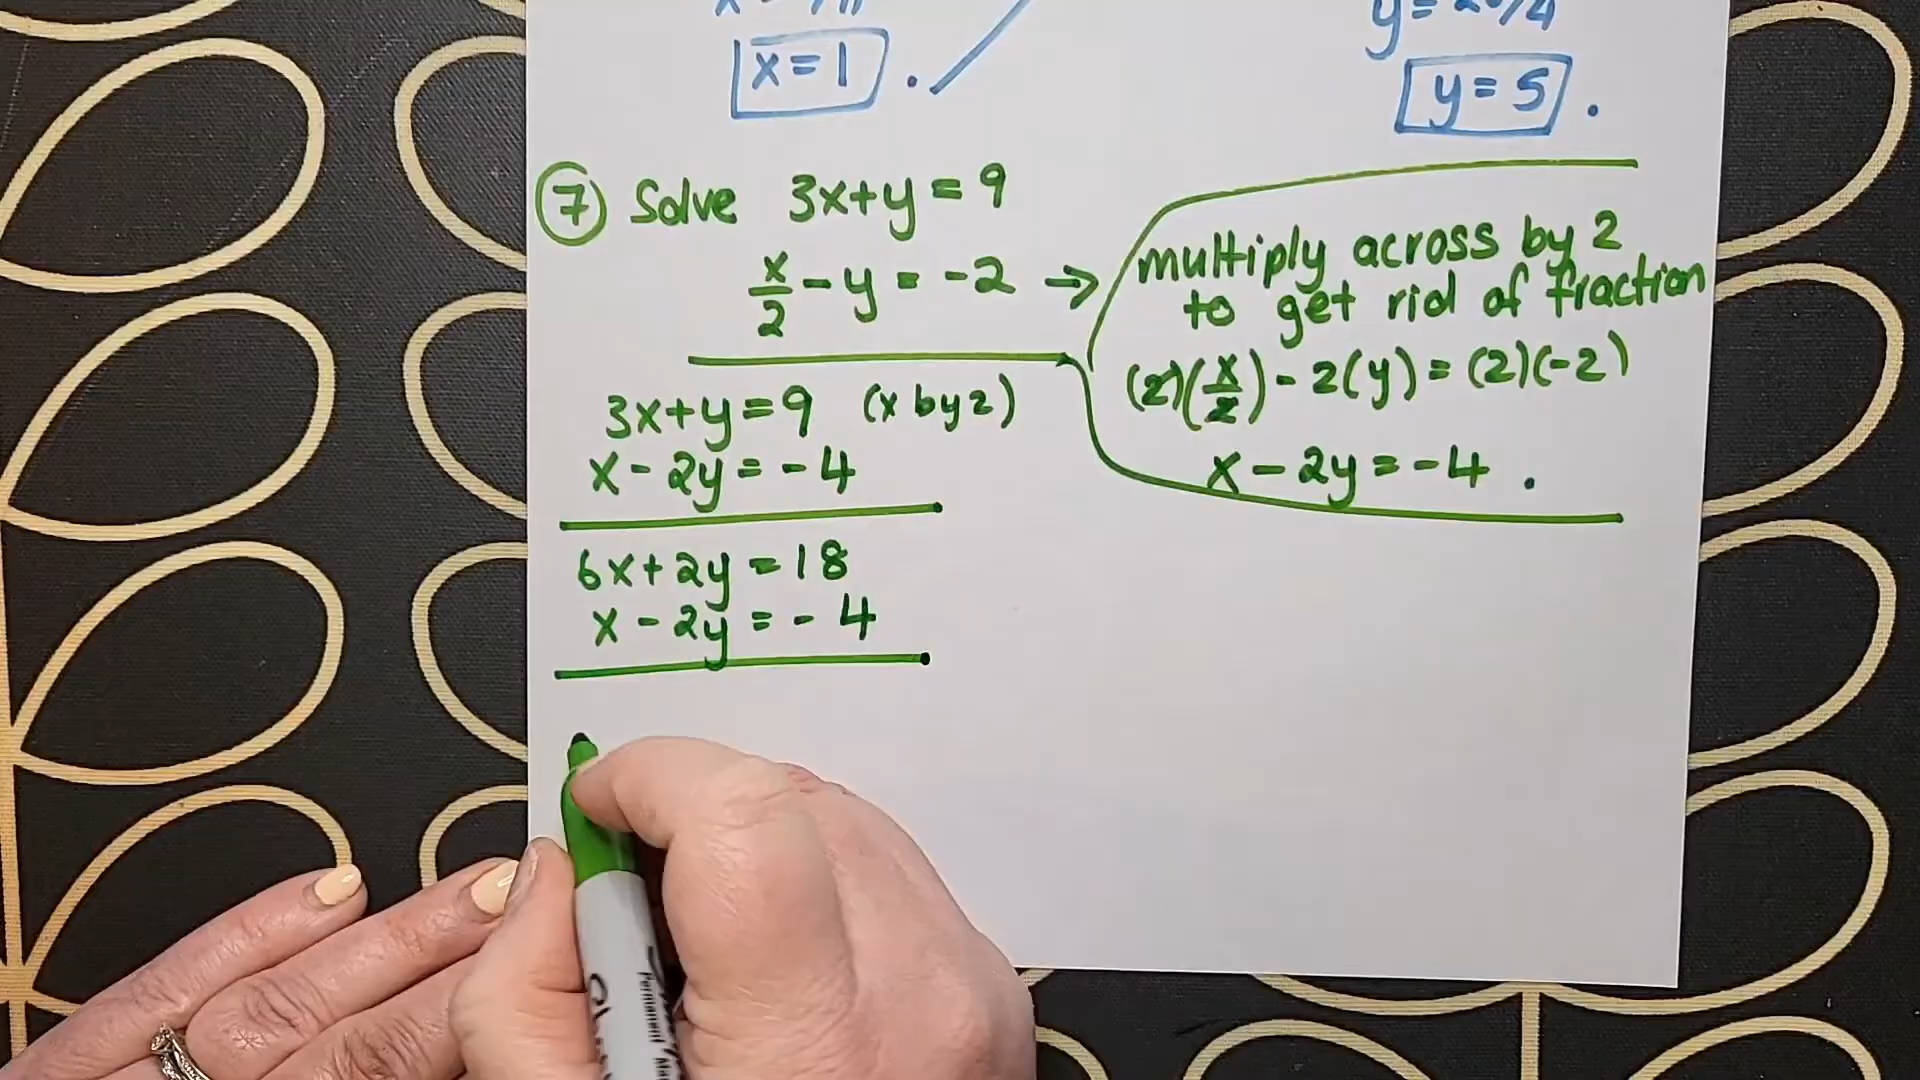 x = 1 .
y = 5 .
7 Solve 3x+y = 9
x/2 - y = -2 →
multiply across by 2
to get rid of fraction
(2)(x/2) - 2(y) = (2)(-2)
x - 2y = -4 .
3x+y=9 (x by 2)
x - 2y = -4
6x+2y = 18
x - 2y = -4
Permanent